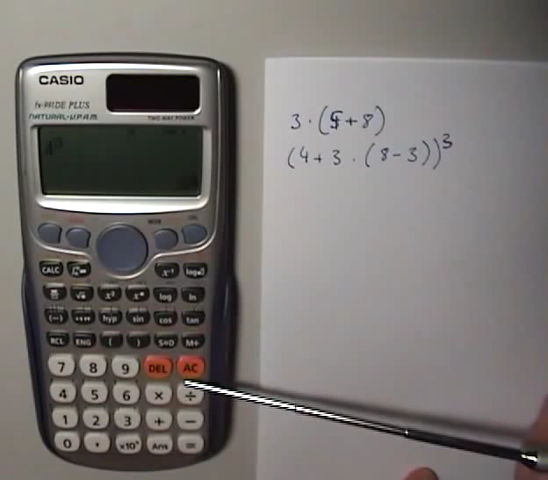 CASIO
fx-991DE PLUS
NATURAL-V.P.A.M.
TWO WAY POWER
4³
CALC
x⁻¹
log
ln
(−)
hyp
sin
cos
tan
RCL
ENG
(
)
S⇔D
M+
7 8 9 DEL AC
4 5 6 × ÷
1 2 3 + −
0 . ×10ˣ Ans =
3 · (5 + 8)
(4 + 3 · (8 − 3))³